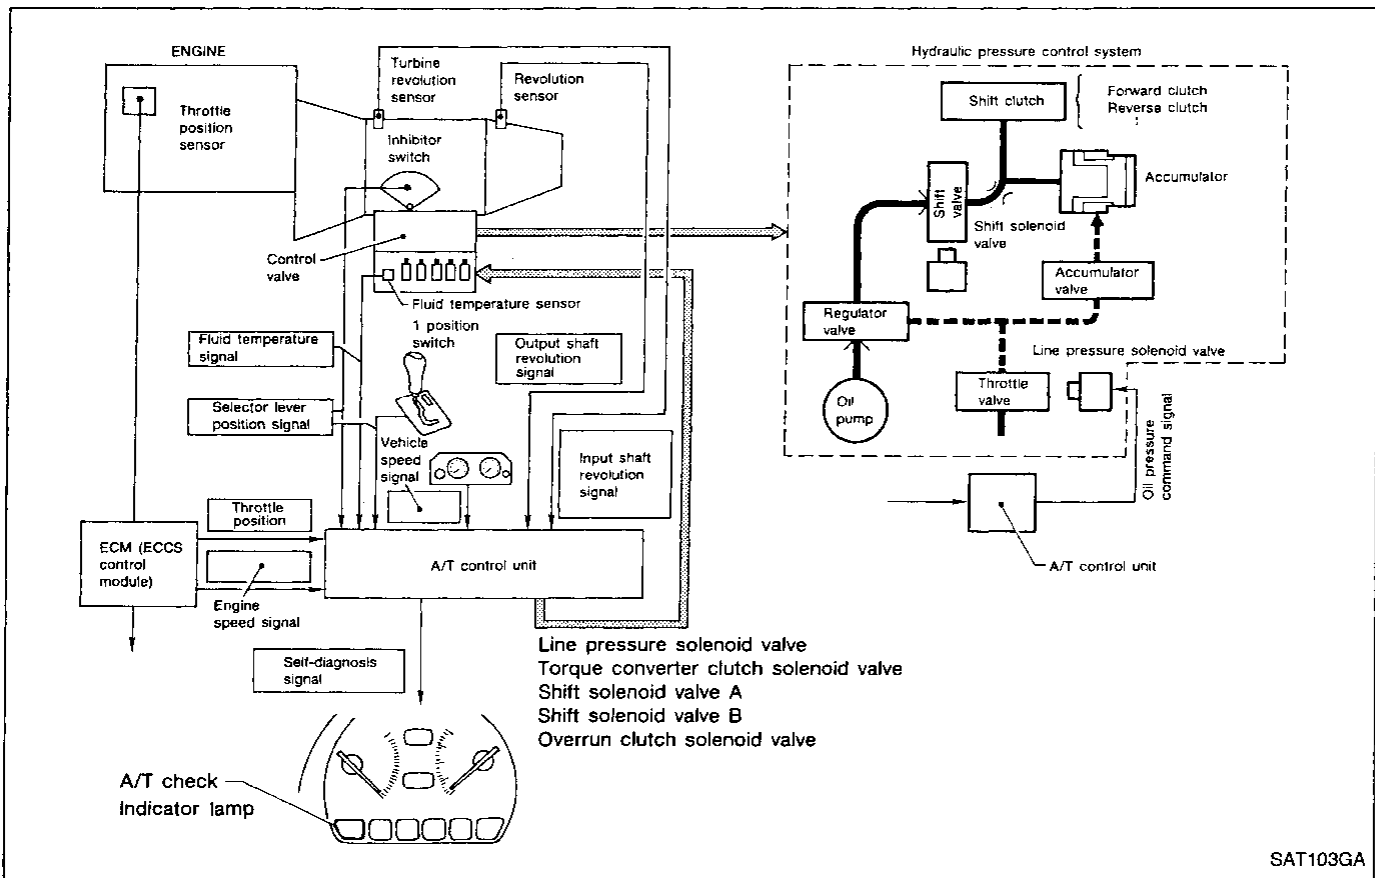 ENGINE
Throttle
position
sensor
Turbine
revolution
sensor
Revolution
sensor
Inhibitor
switch
Control
valve
Fluid temperature sensor
1 position
switch
Fluid temperature
signal
Selector lever
position signal
Output shaft
revolution
signal
Vehicle
speed
signal
Input shaft
revolution
signal
Throttle
position
ECM (ECCS
control
module)
Engine
speed signal
A/T control unit
Self-diagnosis
signal
Line pressure solenoid valve
Torque converter clutch solenoid valve
Shift solenoid valve A
Shift solenoid valve B
Overrun clutch solenoid valve
A/T check
Indicator lamp
Hydraulic pressure control system
Shift clutch
Forward clutch
Reverse clutch
Accumulator
Shift
valve
Shift solenoid
valve
Accumulator
valve
Regulator
valve
Line pressure solenoid valve
Throttle
valve
Oil
pump
Oil pressure
command signal
A/T control unit
SAT103GA